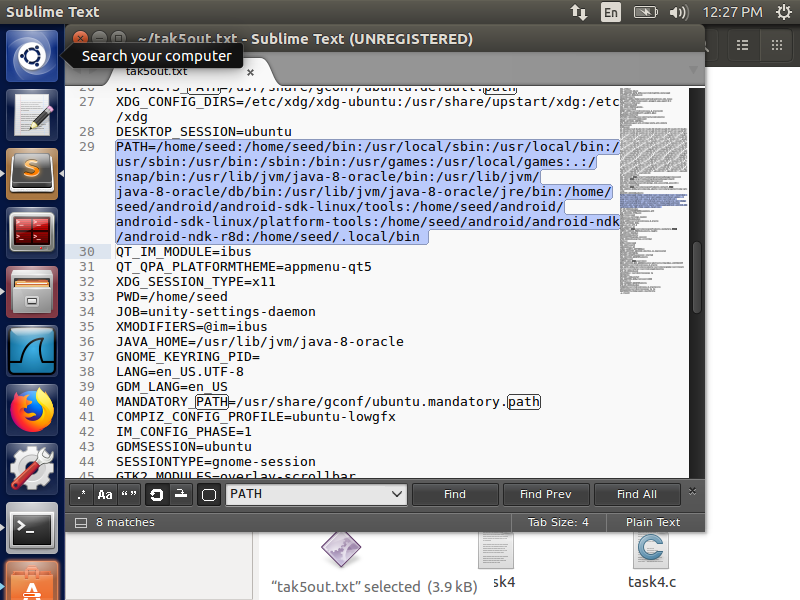 Sublime Text
En
12:27 PM
~/tak5out.txt - Sublime Text (UNREGISTERED)
Search your computer
tak5out.txt
26 DEFAULTS_PATH=/usr/share/gconf/ubuntu.default.path
27 XDG_CONFIG_DIRS=/etc/xdg/xdg-ubuntu:/usr/share/upstart/xdg:/etc
/xdg
28 DESKTOP_SESSION=ubuntu
29 PATH=/home/seed:/home/seed/bin:/usr/local/sbin:/usr/local/bin:/
usr/sbin:/usr/bin:/sbin:/bin:/usr/games:/usr/local/games:.:/
snap/bin:/usr/lib/jvm/java-8-oracle/bin:/usr/lib/jvm/
java-8-oracle/db/bin:/usr/lib/jvm/java-8-oracle/jre/bin:/home/
seed/android/android-sdk-linux/tools:/home/seed/android/
android-sdk-linux/platform-tools:/home/seed/android/android-ndk
/android-ndk-r8d:/home/seed/.local/bin
30 QT_IM_MODULE=ibus
31 QT_QPA_PLATFORMTHEME=appmenu-qt5
32 XDG_SESSION_TYPE=x11
33 PWD=/home/seed
34 JOB=unity-settings-daemon
35 XMODIFIERS=@im=ibus
36 JAVA_HOME=/usr/lib/jvm/java-8-oracle
37 GNOME_KEYRING_PID=
38 LANG=en_US.UTF-8
39 GDM_LANG=en_US
40 MANDATORY_PATH=/usr/share/gconf/ubuntu.mandatory.path
41 COMPIZ_CONFIG_PROFILE=ubuntu-lowgfx
42 IM_CONFIG_PHASE=1
43 GDMSESSION=ubuntu
44 SESSIONTYPE=gnome-session
45 GTK2_MODULES=overlay-scrollbar
.* Aa “” PATH Find Find Prev Find All
8 matches Tab Size: 4 Plain Text
“tak5out.txt” selected (3.9 kB)
sk4
task4.c